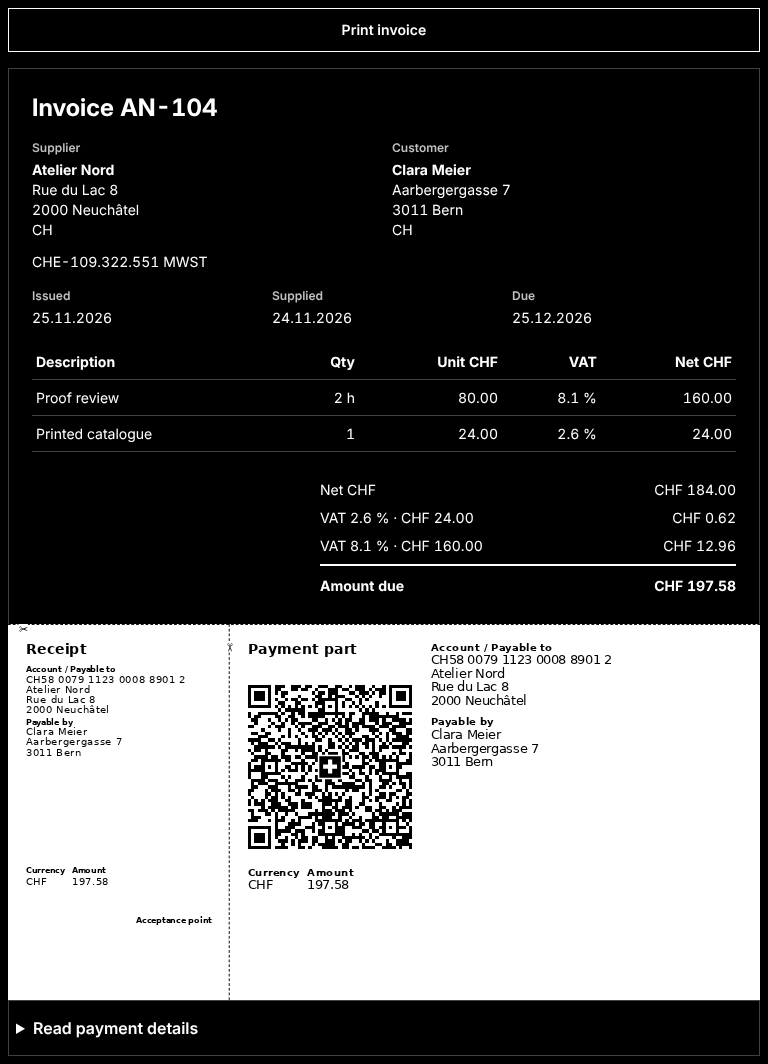 Print invoice
Invoice AN-104
Supplier
Atelier Nord
Rue du Lac 8
2000 Neuchâtel
CH
CHE-109.322.551 MWST
Customer
Clara Meier
Aarbergergasse 7
3011 Bern
CH
Issued
25.11.2026
Supplied
24.11.2026
Due
25.12.2026
Description Qty Unit CHF VAT Net CHF
Proof review 2 h 80.00 8.1 % 160.00
Printed catalogue 1 24.00 2.6 % 24.00
Net CHF CHF 184.00
VAT 2.6 % · CHF 24.00 CHF 0.62
VAT 8.1 % · CHF 160.00 CHF 12.96
Amount due CHF 197.58
Receipt
Account / Payable to
CH58 0079 1123 0008 8901 2
Atelier Nord
Rue du Lac 8
2000 Neuchâtel
Payable by
Clara Meier
Aarbergergasse 7
3011 Bern
Currency Amount
CHF 197.58
Acceptance point
Payment part
Currency Amount
CHF 197.58
Account / Payable to
CH58 0079 1123 0008 8901 2
Atelier Nord
Rue du Lac 8
2000 Neuchâtel
Payable by
Clara Meier
Aarbergergasse 7
3011 Bern
Read payment details